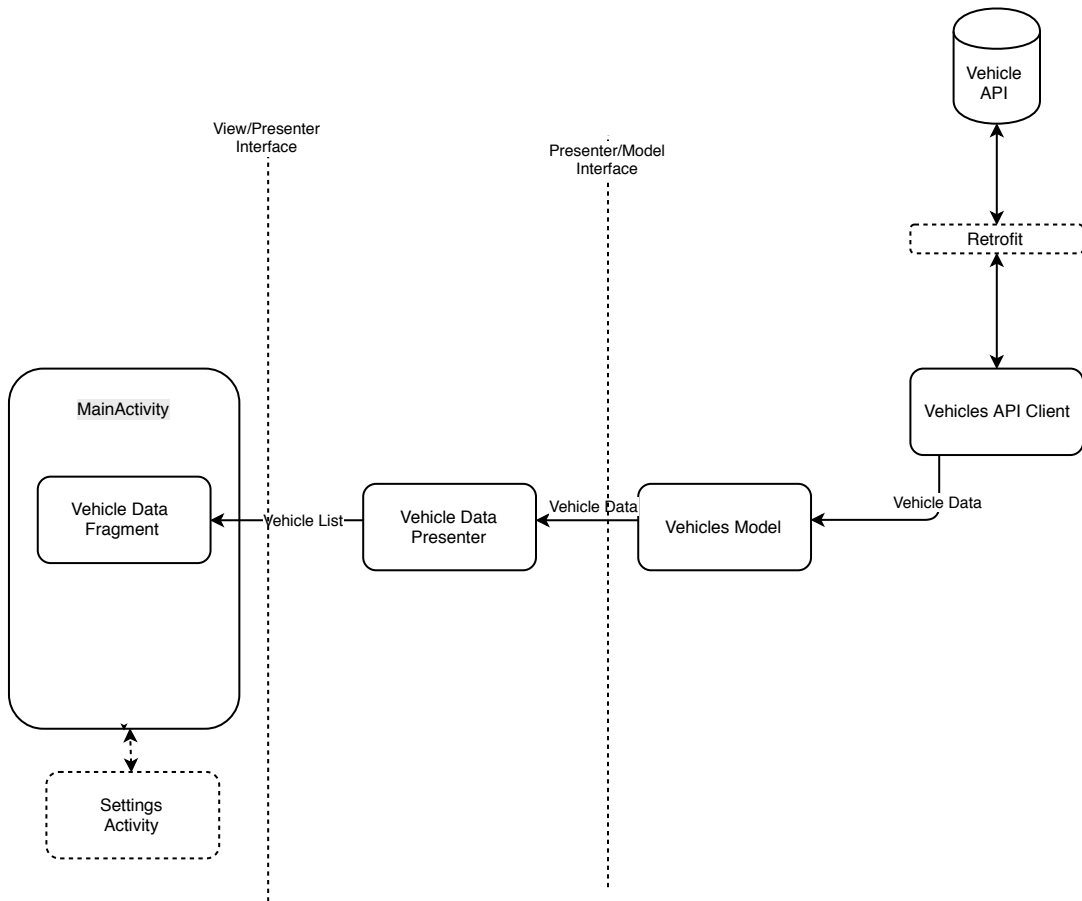 Vehicle
API
View/Presenter
Interface
Presenter/Model
Interface
Retrofit
MainActivity
Vehicles API Client
Vehicle Data
Fragment
Vehicle List
Vehicle Data
Presenter
Vehicle Data
Vehicles Model
Vehicle Data
Settings
Activity